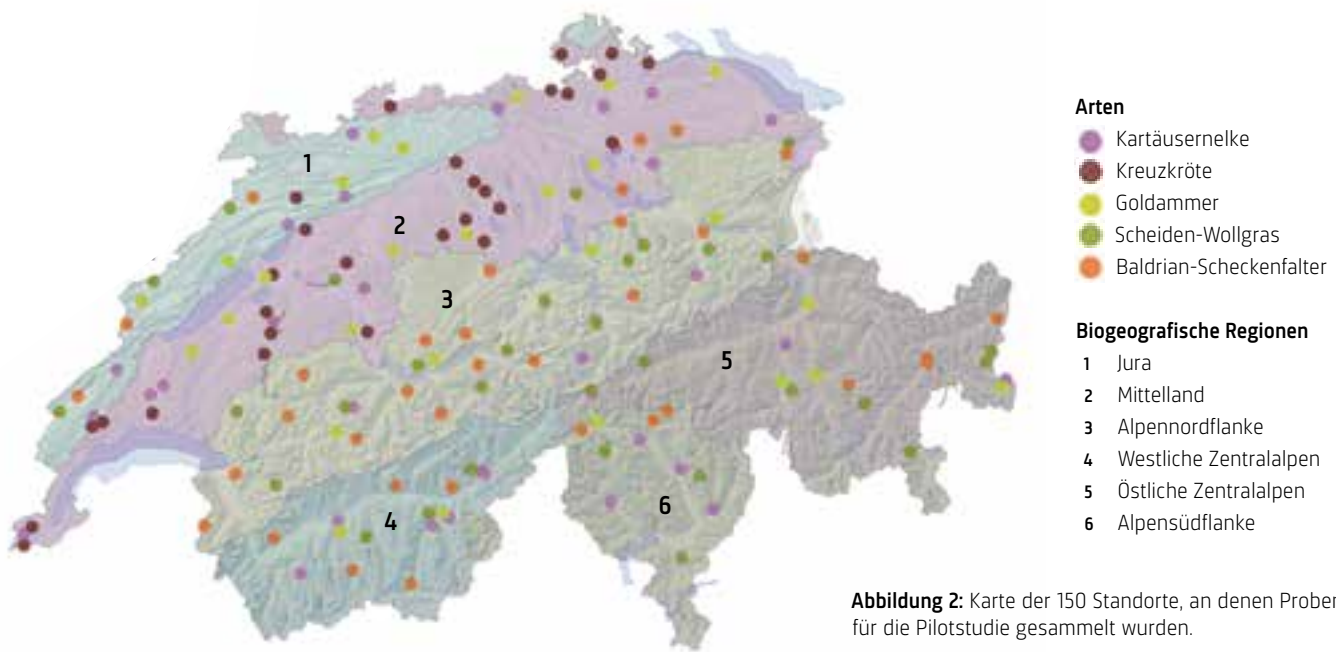 Arten
Kartäusernelke
Kreuzkröte
Goldammer
Scheiden-Wollgras
Baldrian-Scheckenfalter
Biogeografische Regionen
1 Jura
2 Mittelland
3 Alpennordflanke
4 Westliche Zentralalpen
5 Östliche Zentralalpen
6 Alpensüdflanke
1
2
3
4
5
6
Abbildung 2: Karte der 150 Standorte, an denen Proben
für die Pilotstudie gesammelt wurden.